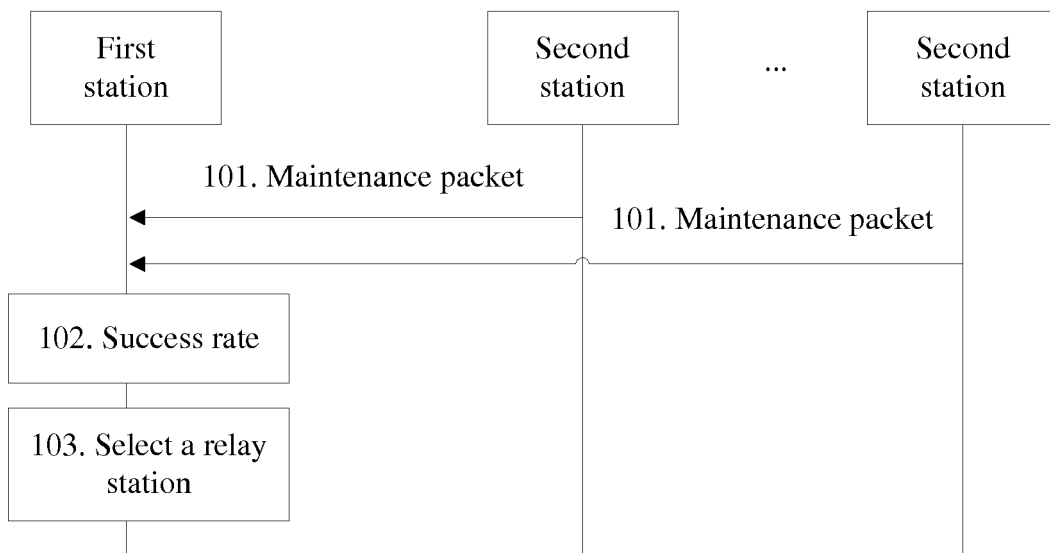 First
station
Second
station
...
Second
station
101. Maintenance packet
101. Maintenance packet
102. Success rate
103. Select a relay
station